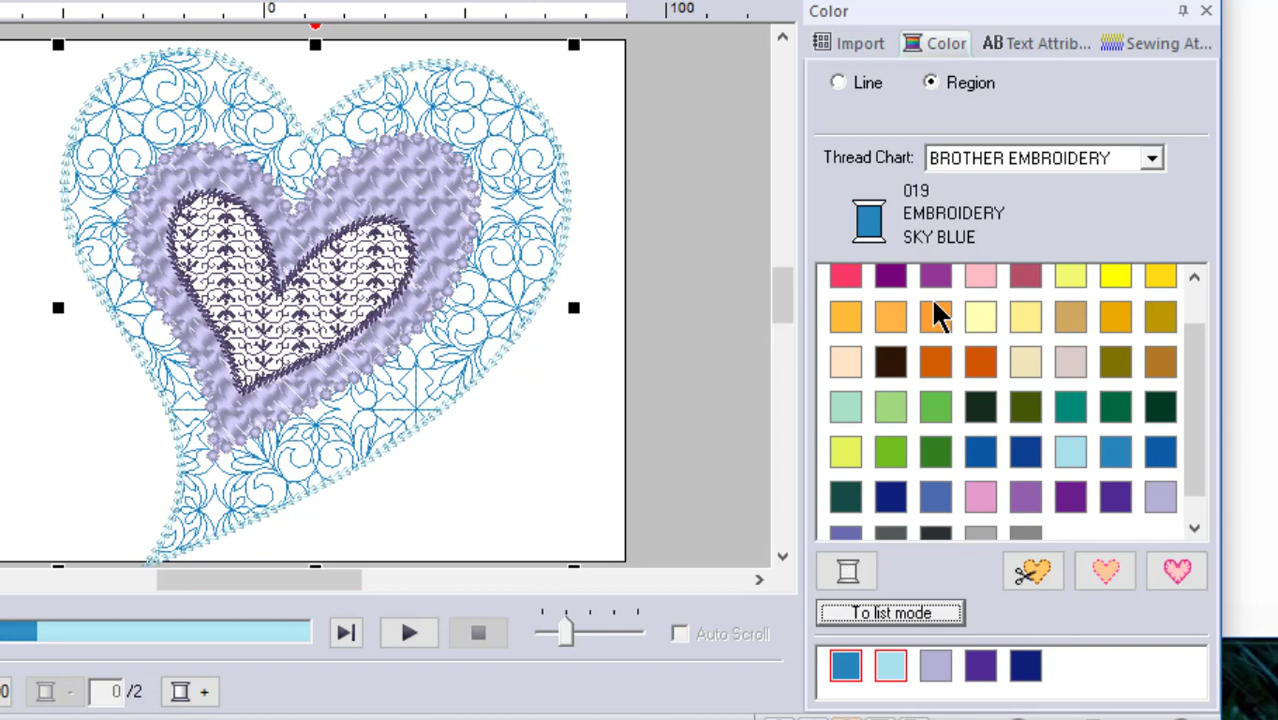 0
100
Color
Import
Color
AB Text Attrib...
Sewing At...
Line
Region
Thread Chart:
BROTHER EMBROIDERY
019
EMBROIDERY
SKY BLUE
To list mode
Auto Scroll
0
0
/2
- 
+